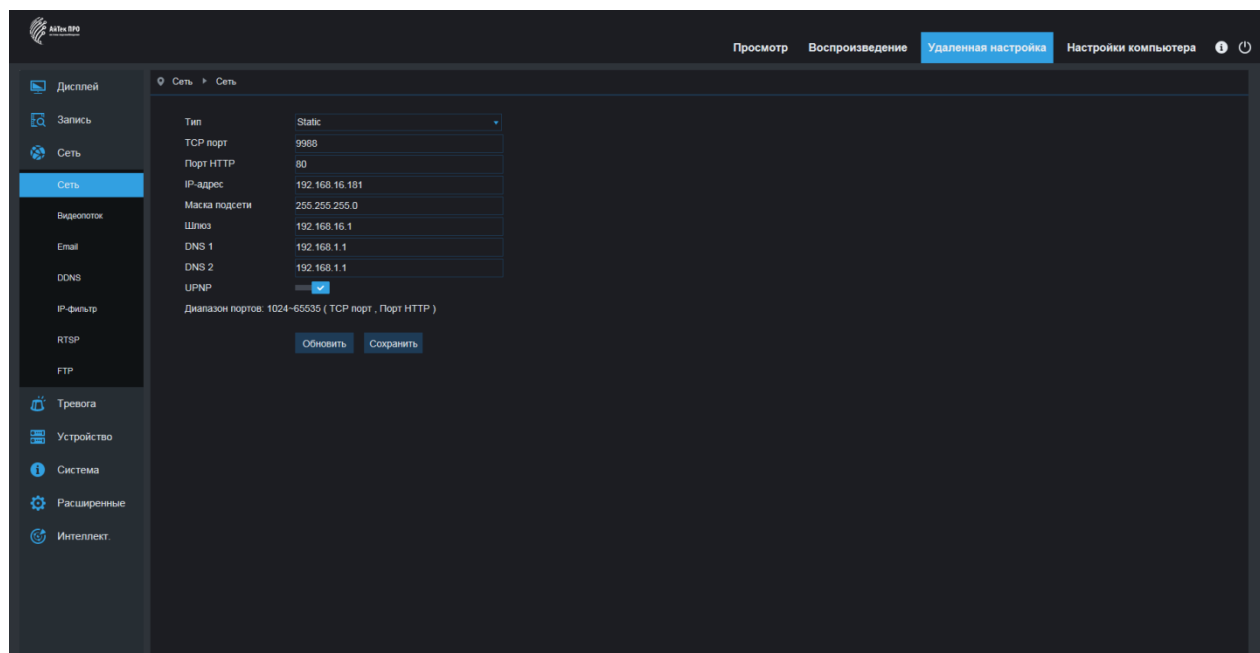 АйТек ПРО
Просмотр Воспроизведение Удаленная настройка Настройки компьютера
Дисплей
Запись
Сеть
Сеть
Видеопоток
Email
DDNS
IP-фильтр
RTSP
FTP
Тревога
Устройство
Система
Расширенные
Интеллект.
Сеть Сеть
Тип Static
TCP порт 9988
Порт HTTP 80
IP-адрес 192.168.16.181
Маска подсети 255.255.255.0
Шлюз 192.168.16.1
DNS 1 192.168.1.1
DNS 2 192.168.1.1
UPNP
Диапазон портов: 1024~65535 ( TCP порт , Порт HTTP )
Обновить Сохранить